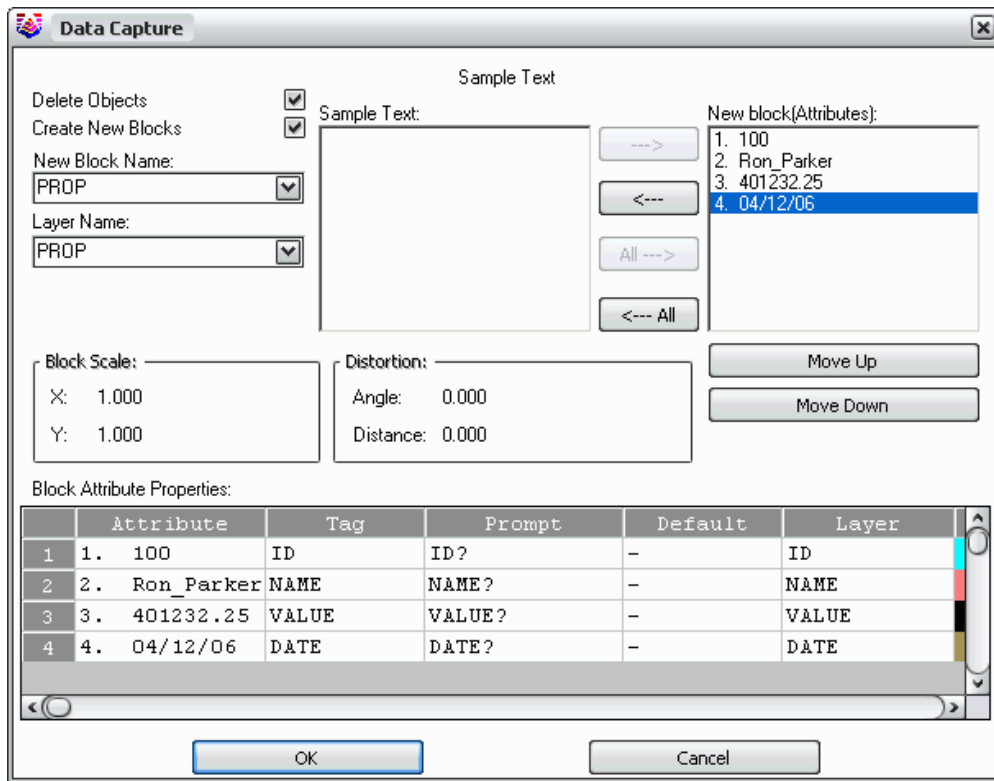 Data Capture
Sample Text
Delete Objects
Create New Blocks
New Block Name:
PROP
Layer Name:
PROP
Sample Text:
--->
<---
All --->
<--- All
New block(Attributes):
1. 100
2. Ron_Parker
3. 401232.25
4. 04/12/06
Move Up
Move Down
Block Scale:
X: 1.000
Y: 1.000
Distortion:
Angle: 0.000
Distance: 0.000
Block Attribute Properties:
Attribute Tag Prompt Default Layer
1 1. 100 ID ID? - ID
2 2. Ron_Parker NAME NAME? - NAME
3 3. 401232.25 VALUE VALUE? - VALUE
4 4. 04/12/06 DATE DATE? - DATE
OK Cancel